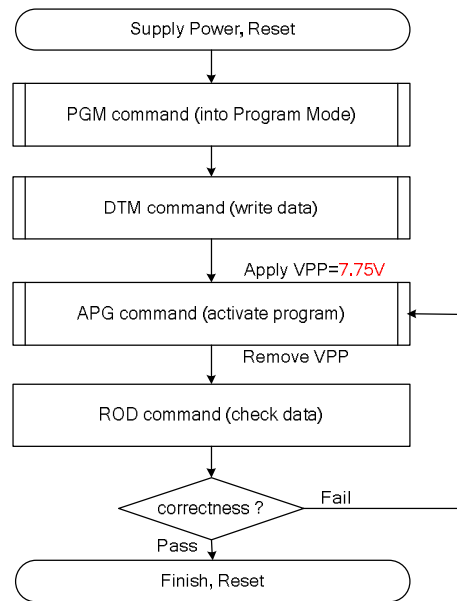 Supply Power, Reset
PGM command (into Program Mode)
DTM command (write data)
Apply VPP=7.75V
APG command (activate program)
Remove VPP
ROD command (check data)
correctness ?
Fail
Pass
Finish, Reset